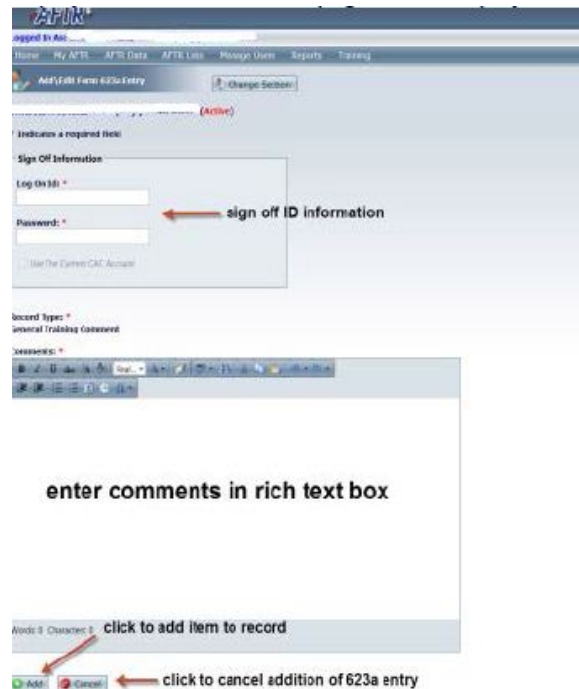 AFTR
Logged In As:
Home My AFTR AFTR Data AFTR Lists Manage Users Reports Training
Add\Edit Form 623a Entry
Change Section
(Active)
Indicates a required field
Sign Off Information
Log On Id: *
sign off ID information
Password: *
Use The Current CAC Account
Record Type: *
General Training Comment
Comments: *
enter comments in rich text box
Words: 0 Characters: 0
click to add item to record
Add Cancel
click to cancel addition of 623a entry